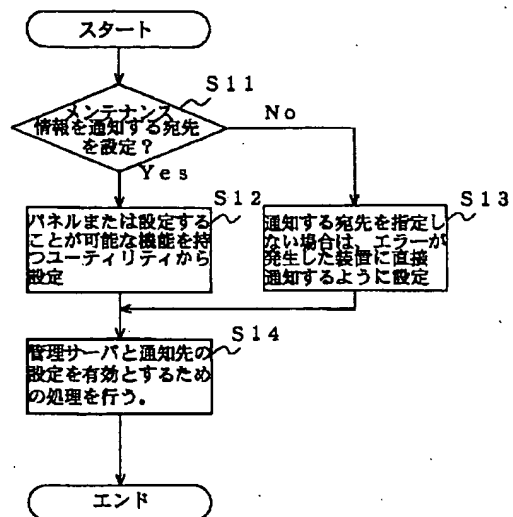 スタート
S11
メンテナンス
情報を通知する宛先
を設定？
No
Yes
S12
パネルまたは設定する
ことが可能な機能を持
つユーティリティから
設定
S13
通知する宛先を指定し
ない場合は、エラーが
発生した装置に直接
通知するように設定
S14
管理サーバと通知先の
設定を有効とするため
の処理を行う。
エンド